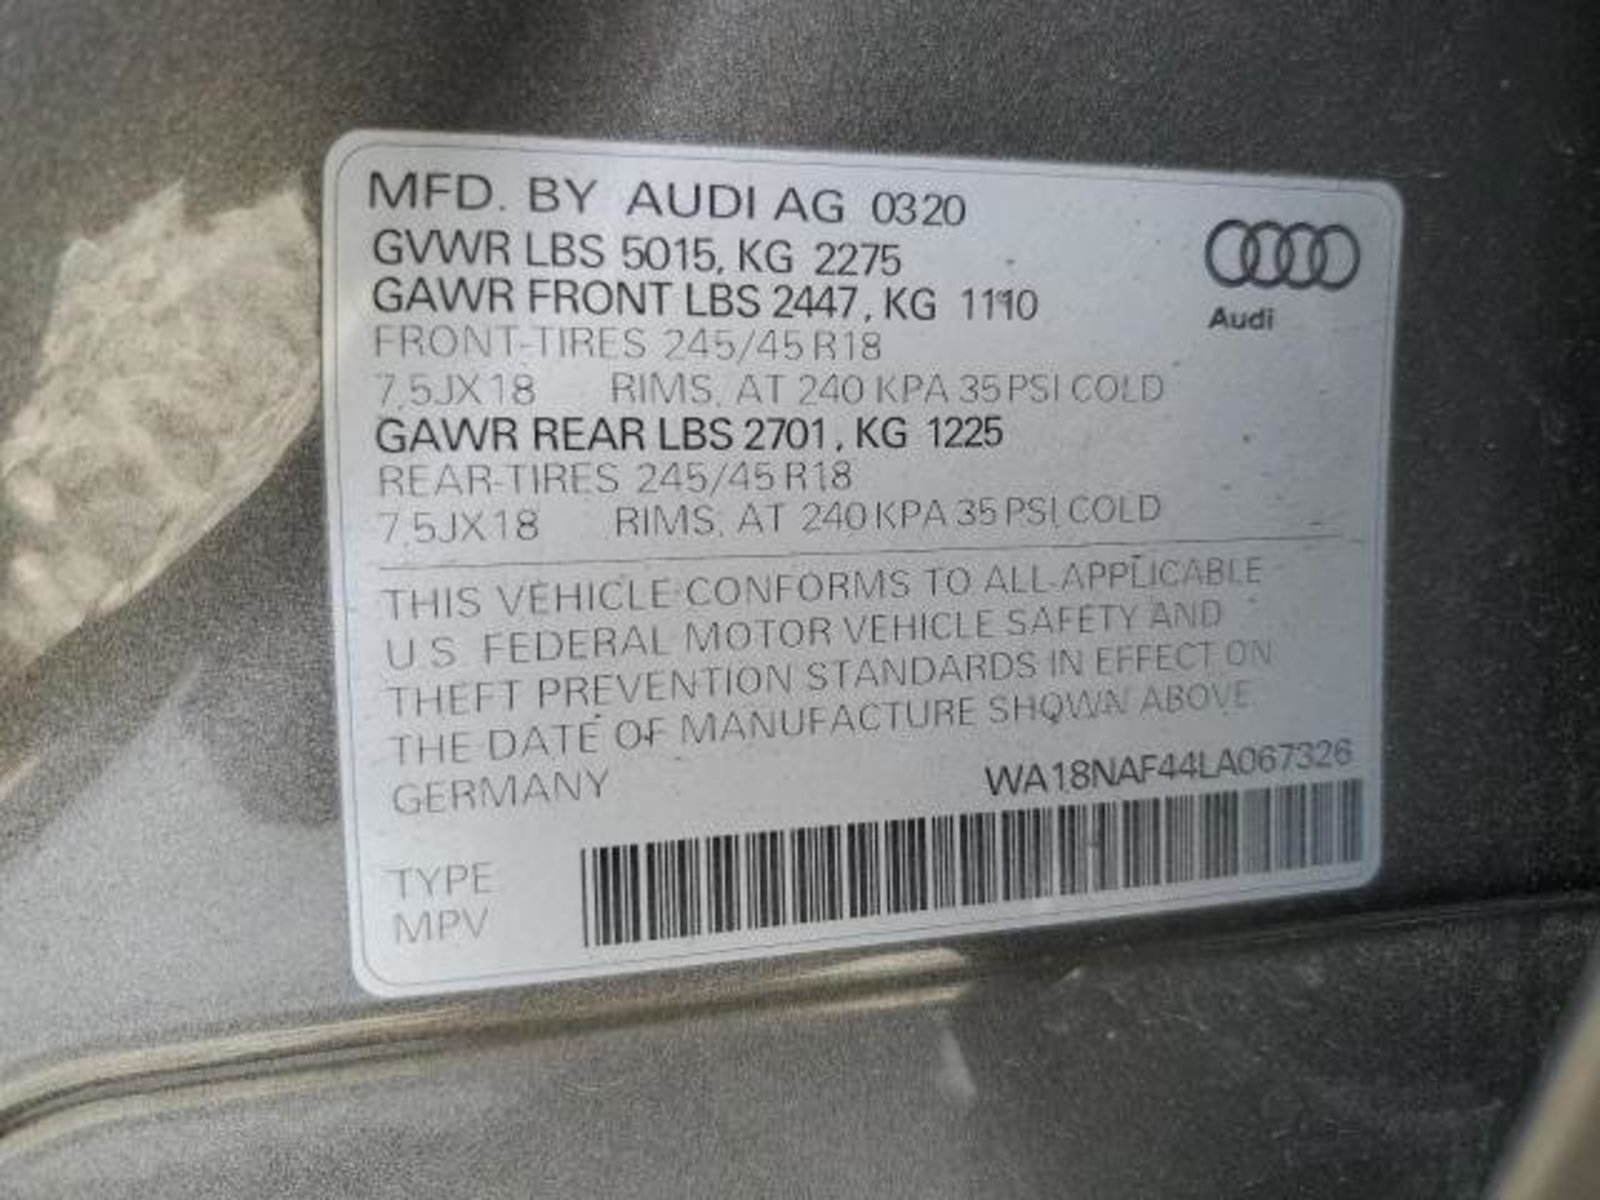 MFD. BY AUDI AG 0320
GVWR LBS 5015, KG 2275
GAWR FRONT LBS 2447, KG 1110
FRONT-TIRES 245/45 R18
7,5JX18 RIMS, AT 240 KPA 35 PSI COLD
GAWR REAR LBS 2701, KG 1225
REAR-TIRES 245/45 R18
7,5JX18 RIMS, AT 240 KPA 35 PSI COLD
Audi
THIS VEHICLE CONFORMS TO ALL APPLICABLE
U.S. FEDERAL MOTOR VEHICLE SAFETY AND
THEFT PREVENTION STANDARDS IN EFFECT ON
THE DATE OF MANUFACTURE SHOWN ABOVE.
GERMANY WA18NAF44LA067326
TYPE
MPV